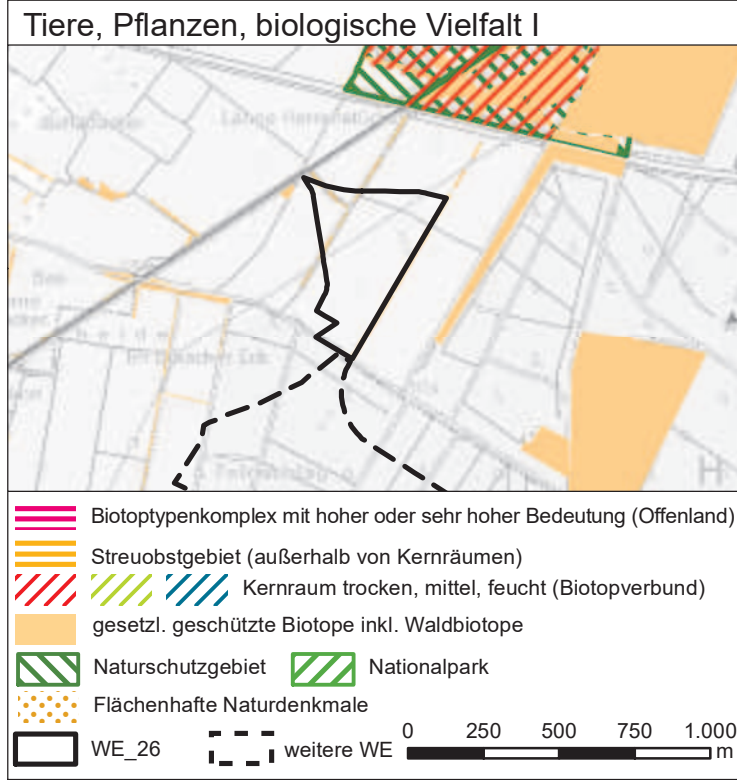 Tiere, Pflanzen, biologische Vielfalt I
Lange Herrenstü
H
Biotoptypenkomplex mit hoher oder sehr hoher Bedeutung (Offenland)
Streuobstgebiet (außerhalb von Kernräumen)
Kernraum trocken, mittel, feucht (Biotopverbund)
gesetzl. geschützte Biotope inkl. Waldbiotope
Naturschutzgebiet Nationalpark
Flächenhafte Naturdenkmale
WE_26 weitere WE
0 250 500 750 1.000
m